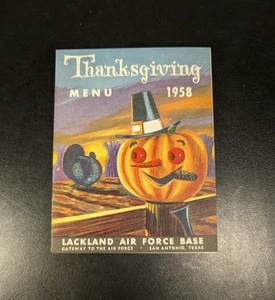 Thanksgiving
MENU 1958
LACKLAND AIR FORCE BASE
GATEWAY TO THE AIR FORCE • SAN ANTONIO, TEXAS